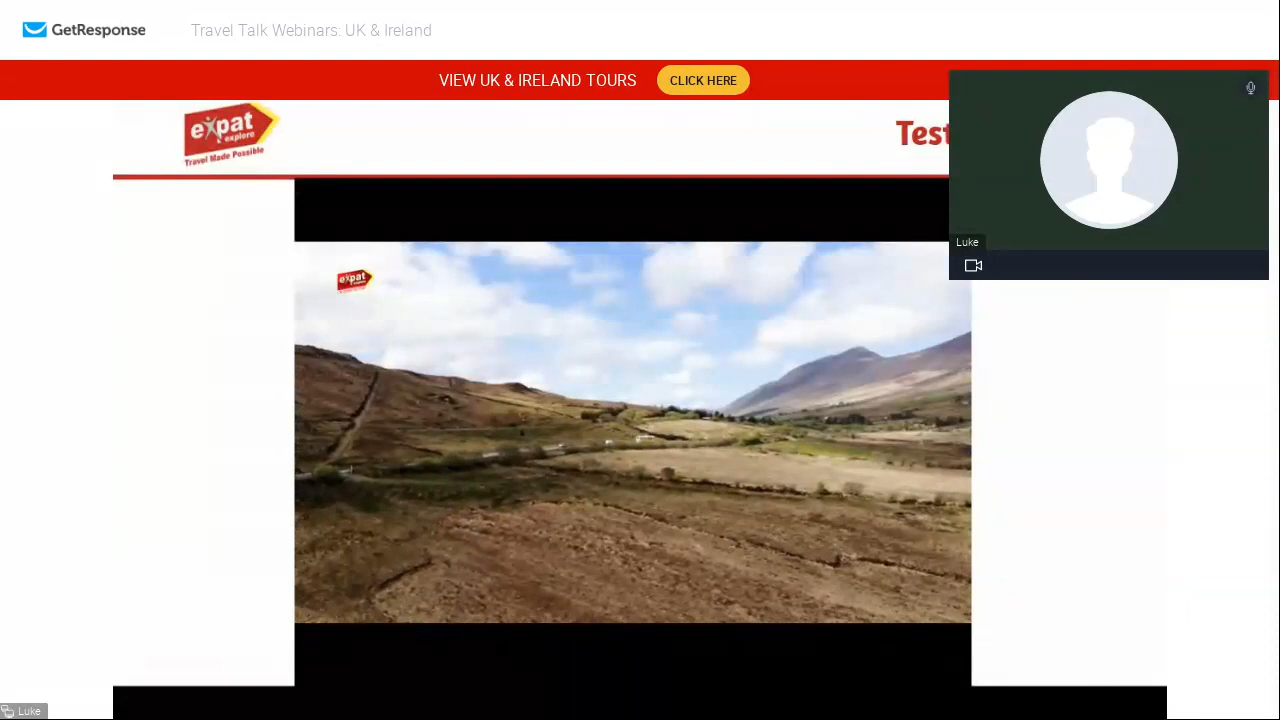 GetResponse
Travel Talk Webinars: UK & Ireland
VIEW UK & IRELAND TOURS
CLICK HERE
expat
explore
Travel Made Possible
Test
Luke
expat
Luke